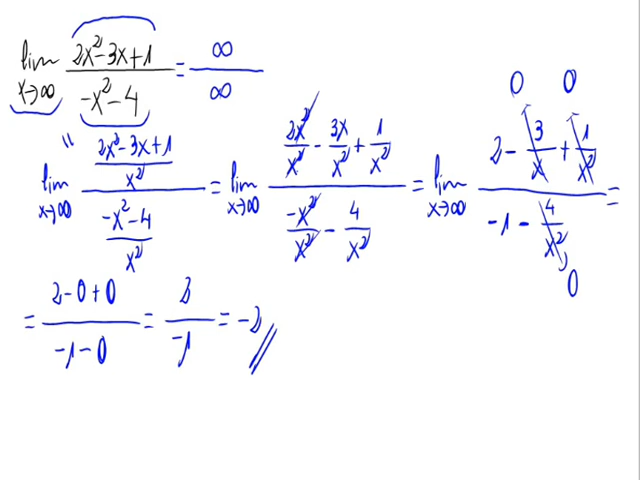 lim x→∞ (2x² - 3x + 1)/(-x² - 4) = ∞/∞
" lim x→∞ ((2x² - 3x + 1)/x²)/((-x² - 4)/x²) = lim x→∞ (2x²/x² - 3x/x² + 1/x²)/(-x²/x² - 4/x²) = lim x→∞ (2 - 3/x + 1/x²)/(-1 - 4/x²) =
0 0
0
= (2 - 0 + 0)/(-1 - 0) = 2/-1 = -2 //